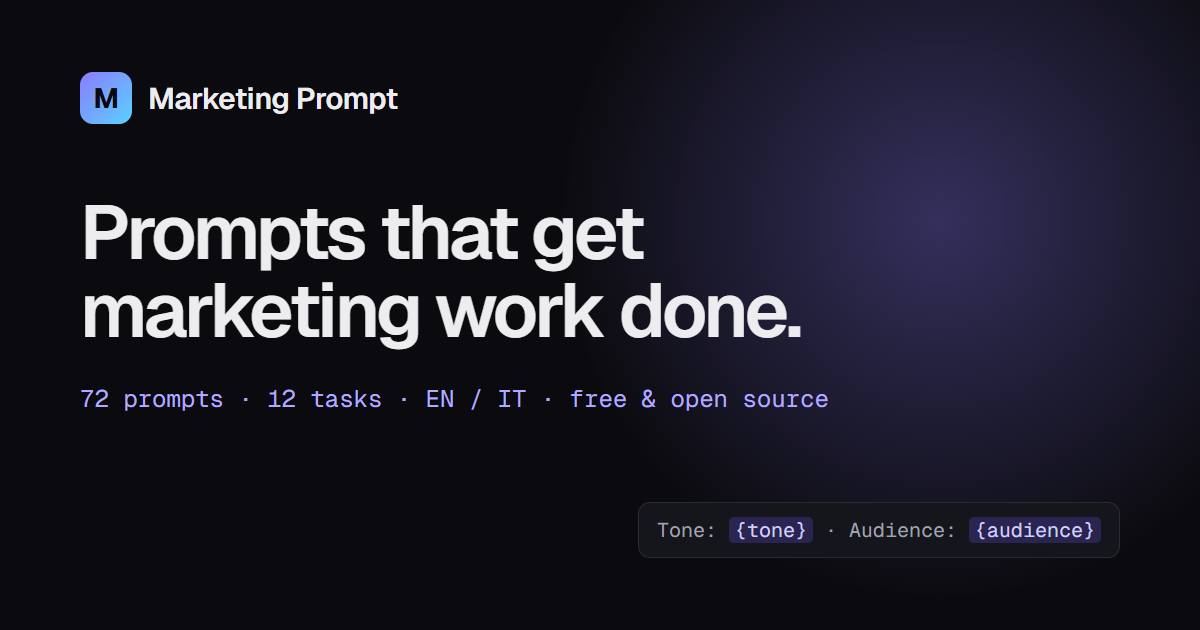 M Marketing Prompt
Prompts that get
marketing work done.
72 prompts · 12 tasks · EN / IT · free & open source
Tone: {tone} · Audience: {audience}